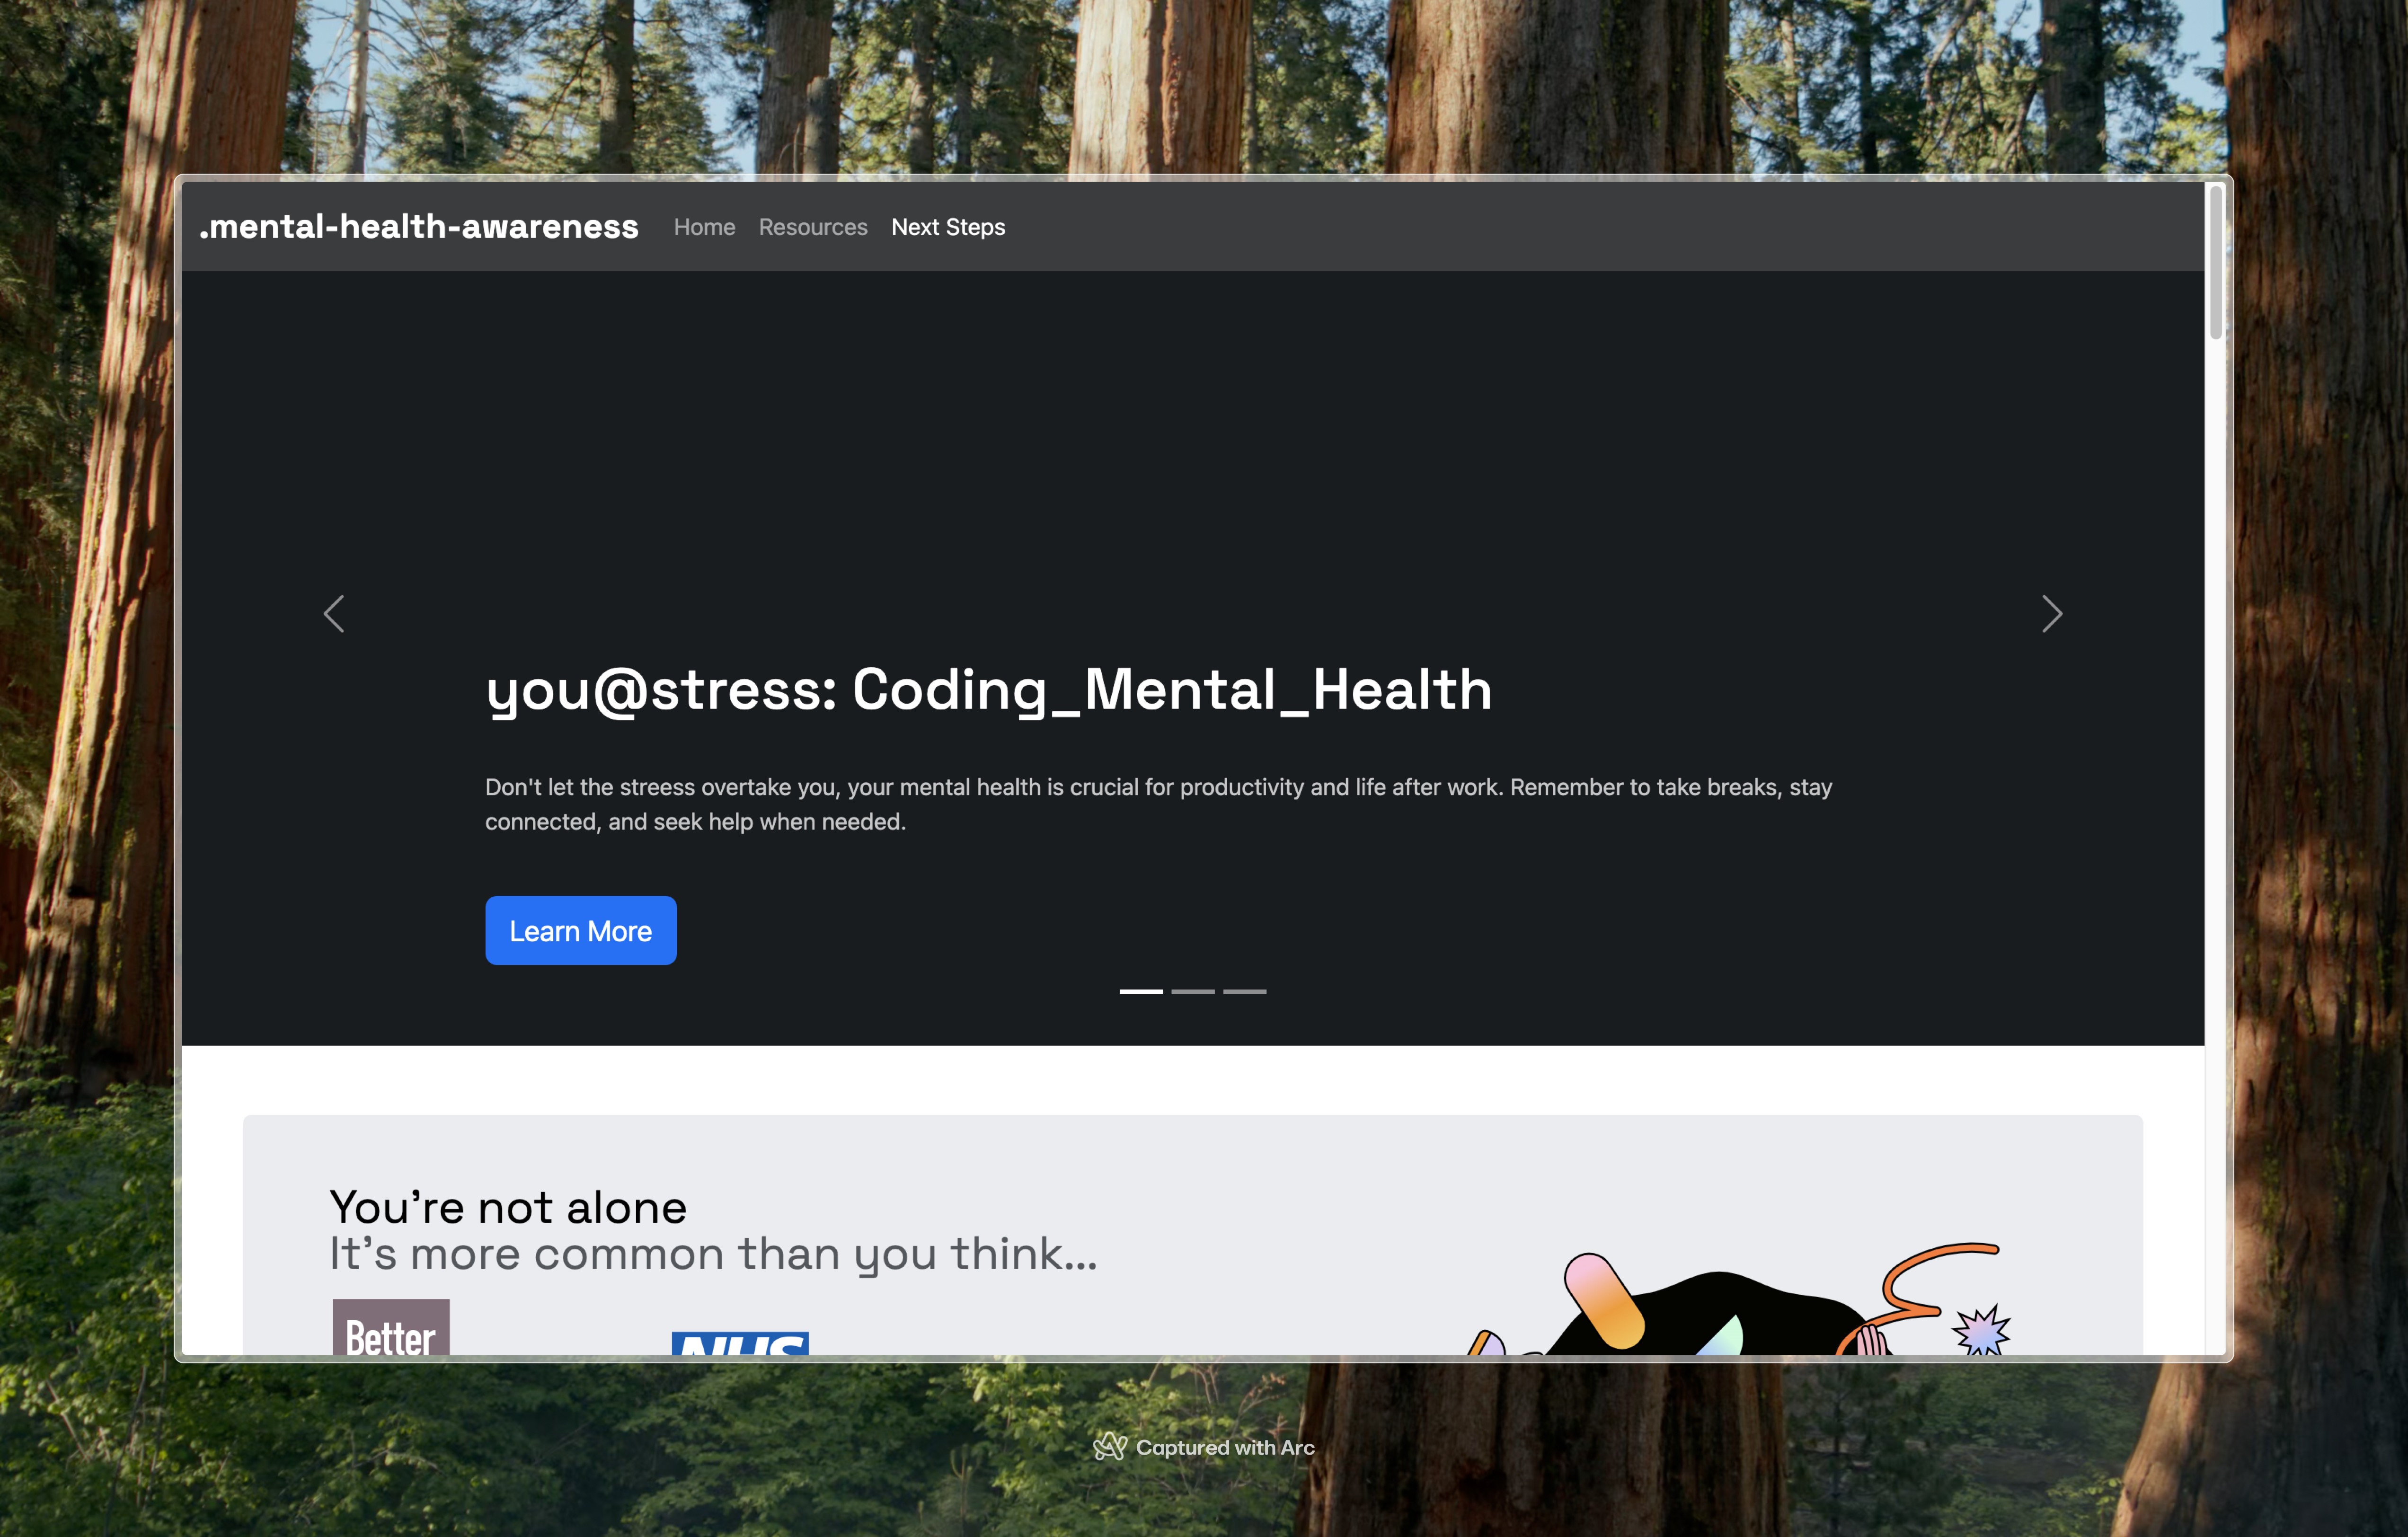 .mental-health-awareness Home Resources Next Steps
you@stress: Coding_Mental_Health
Don't let the streess overtake you, your mental health is crucial for productivity and life after work. Remember to take breaks, stay
connected, and seek help when needed.
Learn More
You're not alone
It's more common than you think...
Better
NHS
Captured with Arc